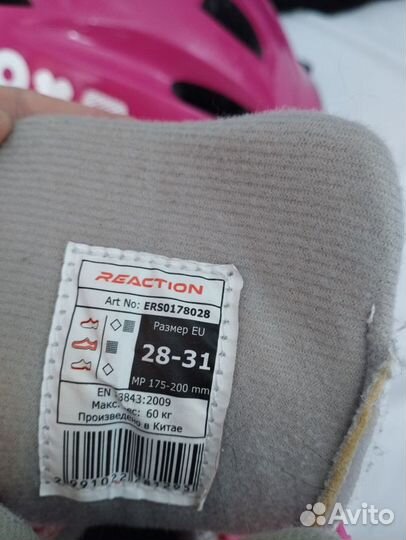 REACTION
Art No: ERS0178028
Размер EU
28-31
MP 175-200 mm
EN 13843:2009
Макс. вес: 60 кг
Произведено в Китае
Avito